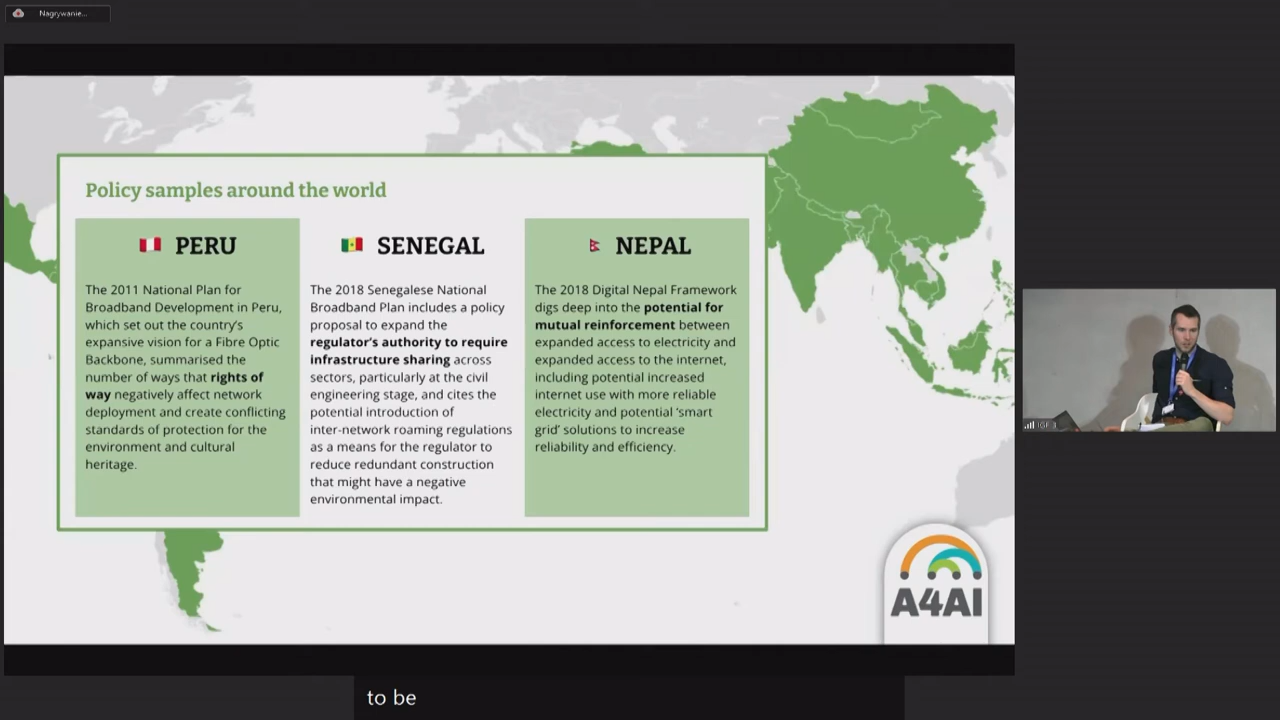 Nagrywanie...
Policy samples around the world
PERU
The 2011 National Plan for
Broadband Development in Peru,
which set out the country's
expansive vision for a Fibre Optic
Backbone, summarised the
number of ways that rights of
way negatively affect network
deployment and create conflicting
standards of protection for the
environment and cultural
heritage.
SENEGAL
The 2018 Senegalese National
Broadband Plan includes a policy
proposal to expand the
regulator's authority to require
infrastructure sharing across
sectors, particularly at the civil
engineering stage, and cites the
potential introduction of
inter-network roaming regulations
as a means for the regulator to
reduce redundant construction
that might have a negative
environmental impact.
NEPAL
The 2018 Digital Nepal Framework
digs deep into the potential for
mutual reinforcement between
expanded access to electricity and
expanded access to the internet,
including potential increased
internet use with more reliable
electricity and potential 'smart
grid' solutions to increase
reliability and efficiency.
A4AI
to be